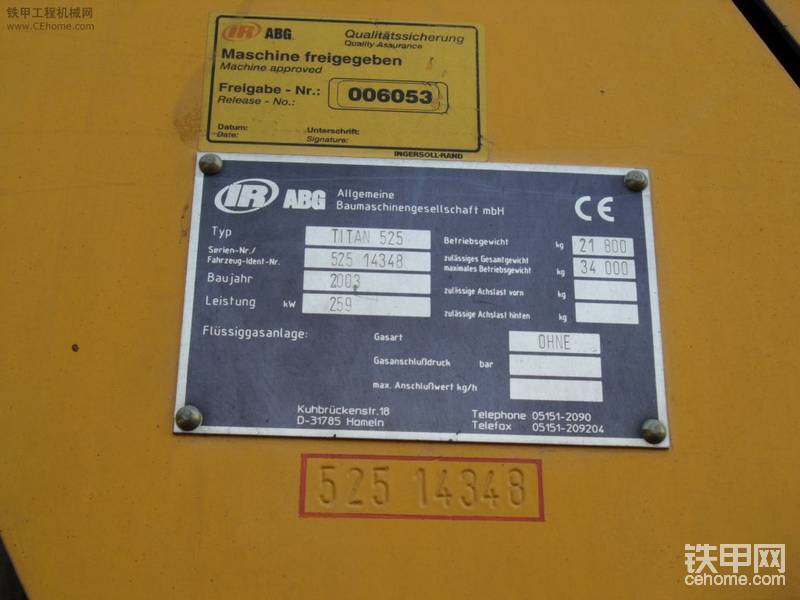 铁甲工程机械网
www.CEhome.com
IR ABG. Qualitätssicherung
Quality Assurance
Maschine freigegeben
Machine approved
Freigabe - Nr.: 006053
Release - No.:
Datum: Unterschrift:
Date: Signature:
INGERSOLL-RAND
IR ABG Allgemeine
Baumaschinengesellschaft mbH
CE
Typ TITAN 525 Betriebsgewicht kg 21 800
Serien-Nr./
Fahrzeug-Ident-Nr. 525 14348 zulässiges Gesamtgewicht
maximales Betriebsgewicht kg 34 000
Baujahr 2003 zulässige Achslast vorn kg
Leistung kW 259 zulässige Achslast hinten kg
Flüssiggasanlage: Gasart OHNE
Gasanschlußdruck bar
max. Anschlußwert kg/h
Kuhbrückenstr.18 Telephone 05151-2090
D-31785 Hameln Telefax 05151-209204
525 14348
铁甲网
cehome.com